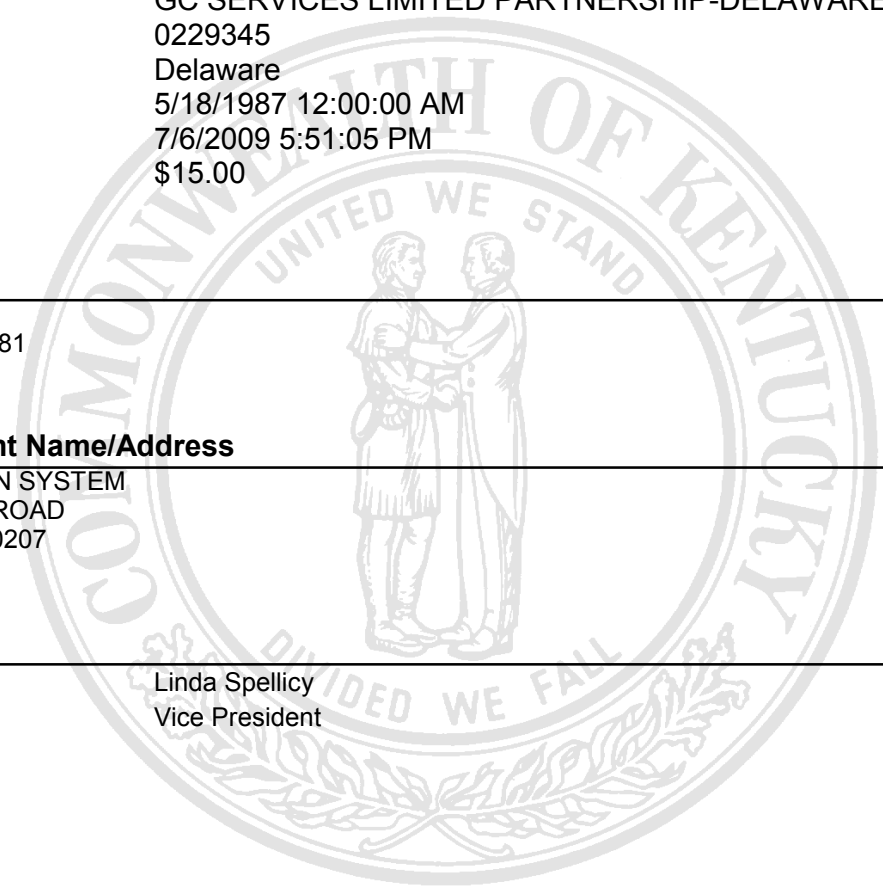 GC SERVICES LIMITED PARTNERSHIP-DELAWARE
0229345
Delaware
5/18/1987 12:00:00 AM
7/6/2009 5:51:05 PM
$15.00
COMMONWEALTH OF KENTUCKY
UNITED WE STAND
81
nt Name/Address
N SYSTEM
ROAD
0207
DIVIDED WE FALL
Linda Spellicy
Vice President